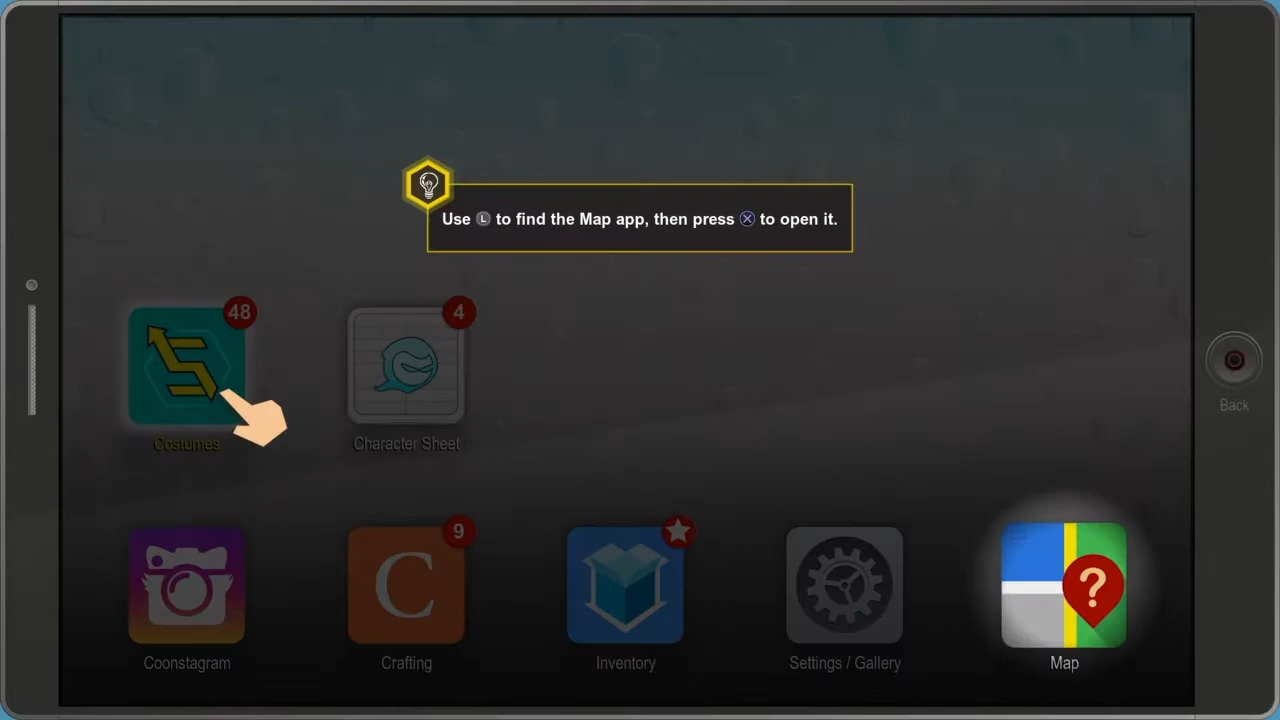 Use L to find the Map app, then press X to open it.
48
4
Costumes
Character Sheet
Back
9
C
?
Coonstagram
Crafting
Inventory
Settings / Gallery
Map